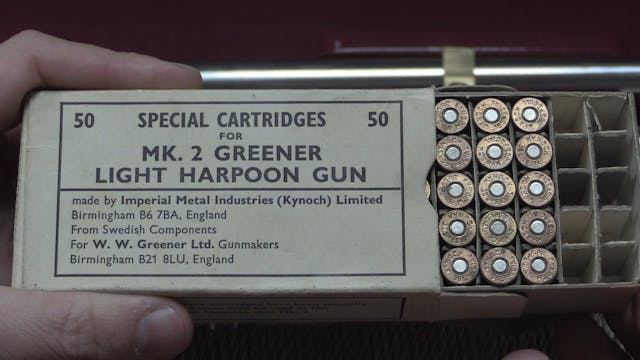 50 SPECIAL CARTRIDGES 50
FOR
MK. 2 GREENER
LIGHT HARPOON GUN
made by Imperial Metal Industries (Kynoch) Limited
Birmingham B6 7BA, England
From Swedish Components
For W. W. Greener Ltd. Gunmakers
Birmingham B21 8LU, England